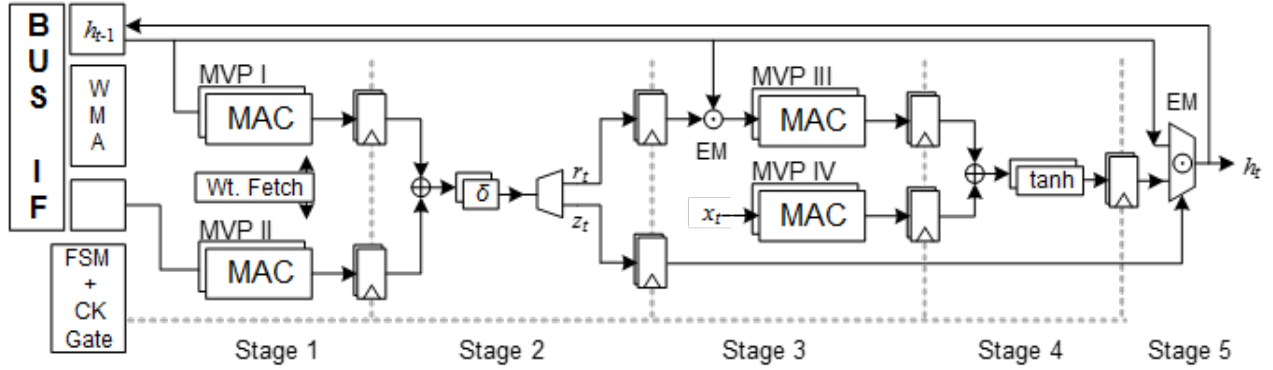 B
U
S
I
F
h_{t-1}
W
M
A
FSM
+
CK
Gate
MVP I
MAC
Wt. Fetch
MVP II
MAC
δ
r_t
z_t
EM
MVP III
MAC
MVP IV
x_t
MAC
tanh
EM
h_t
Stage 1
Stage 2
Stage 3
Stage 4
Stage 5